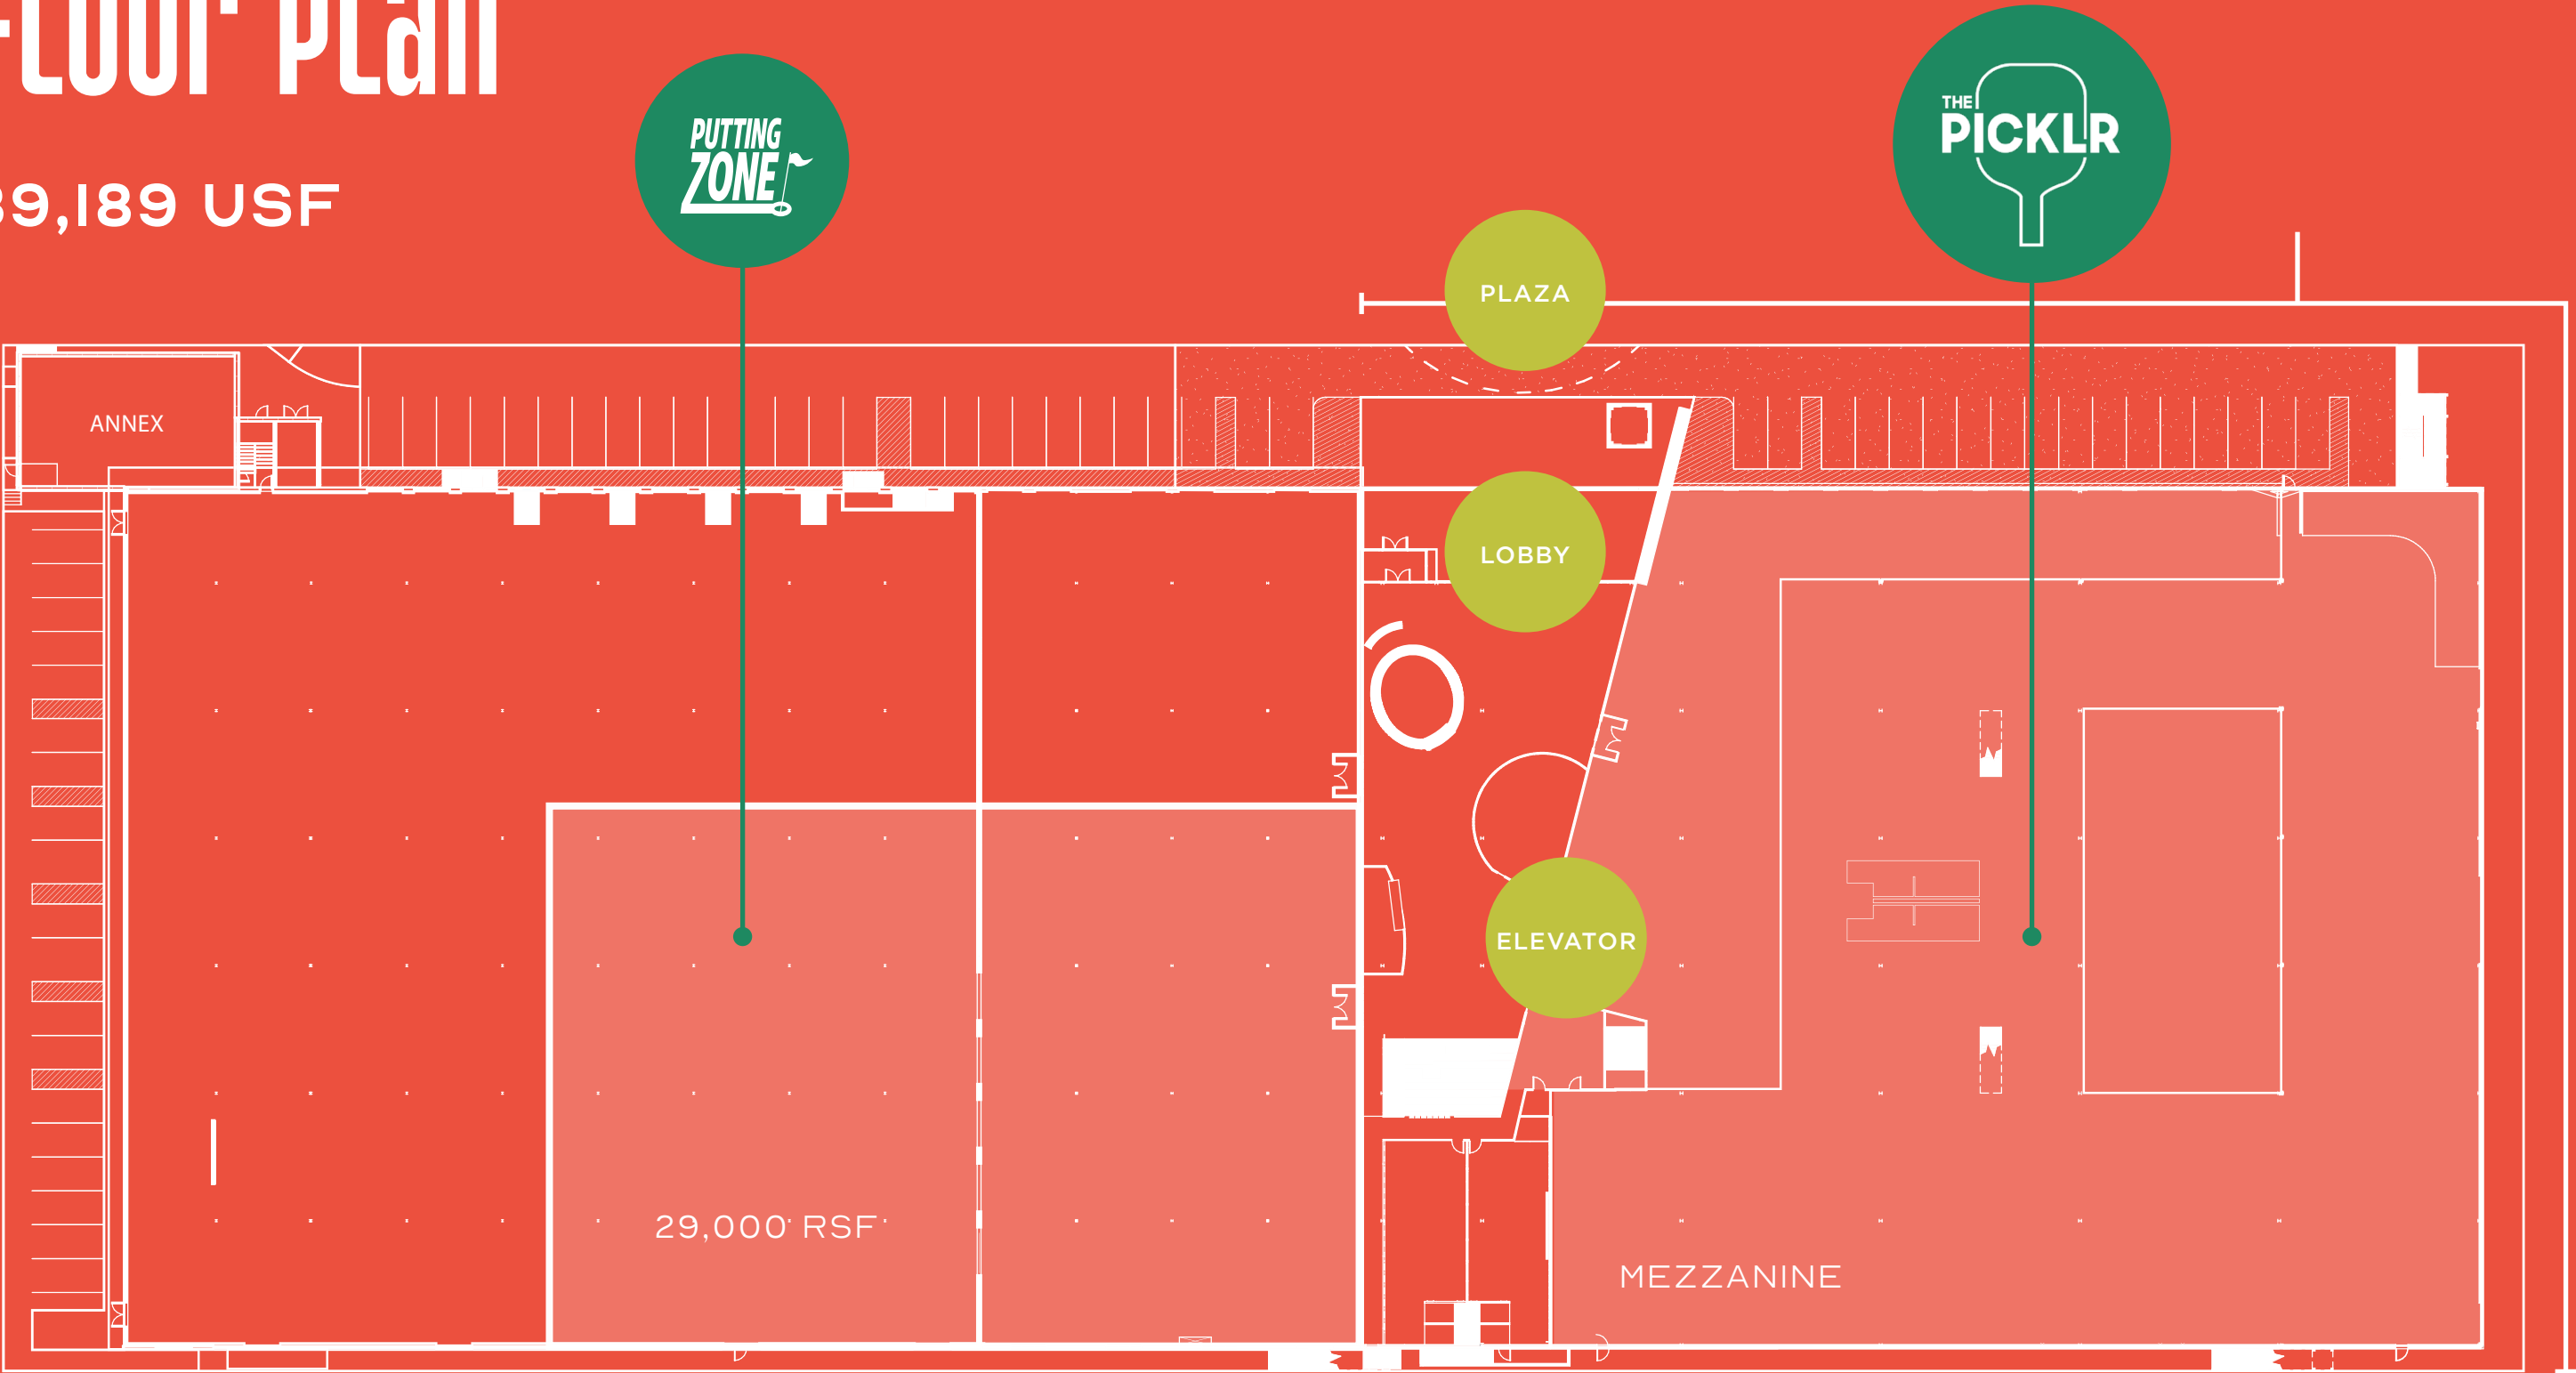 Floor Plan
39,189 USF
PUTTING
ZONE
THE
PICKLR
PLAZA
ANNEX
LOBBY
ELEVATOR
29,000 RSF
MEZZANINE